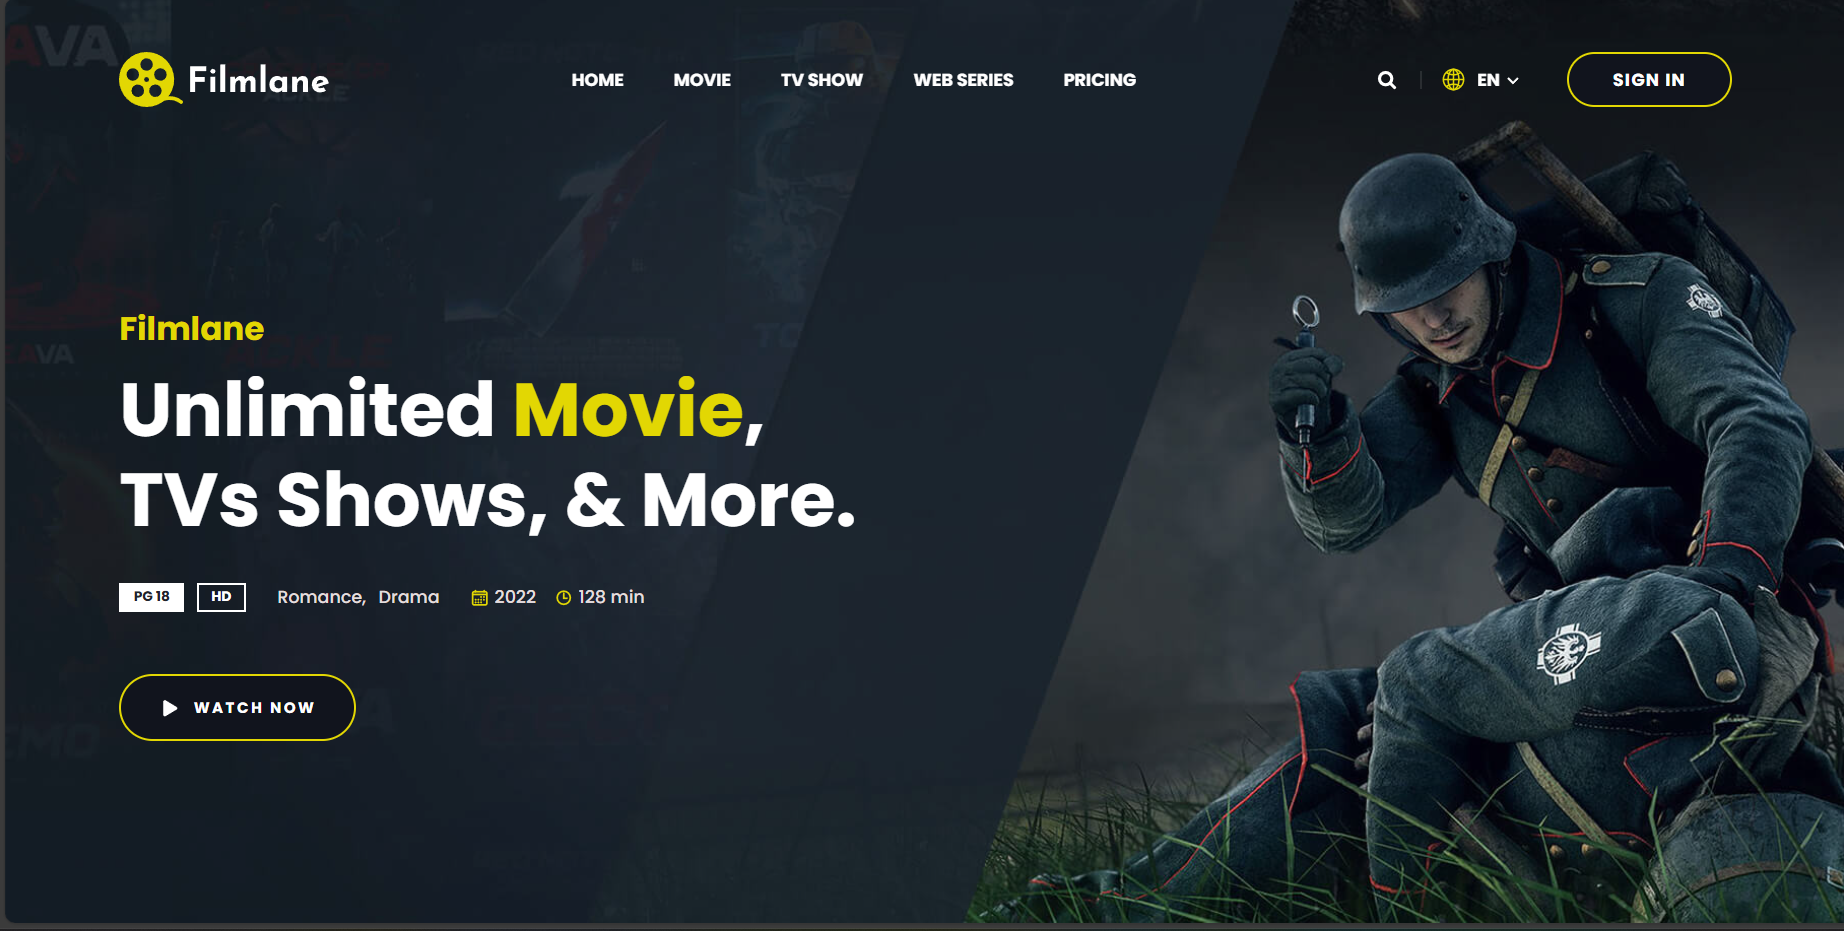 Filmlane
HOME MOVIE TV SHOW WEB SERIES PRICING EN SIGN IN
Filmlane
Unlimited Movie,
TVs Shows, & More.
PG 18 HD Romance, Drama 2022 128 min
WATCH NOW